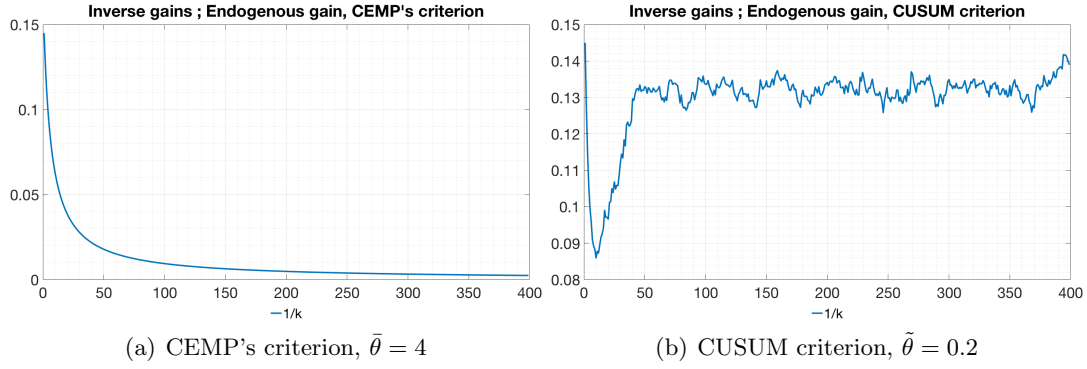 Inverse gains ; Endogenous gain, CEMP's criterion
0.15
0.1
0.05
0
0 50 100 150 200 250 300 350 400
1/k
(a) CEMP's criterion, θ̄ = 4
Inverse gains ; Endogenous gain, CUSUM criterion
0.15
0.14
0.13
0.12
0.11
0.1
0.09
0.08
0 50 100 150 200 250 300 350 400
1/k
(b) CUSUM criterion, θ̃ = 0.2